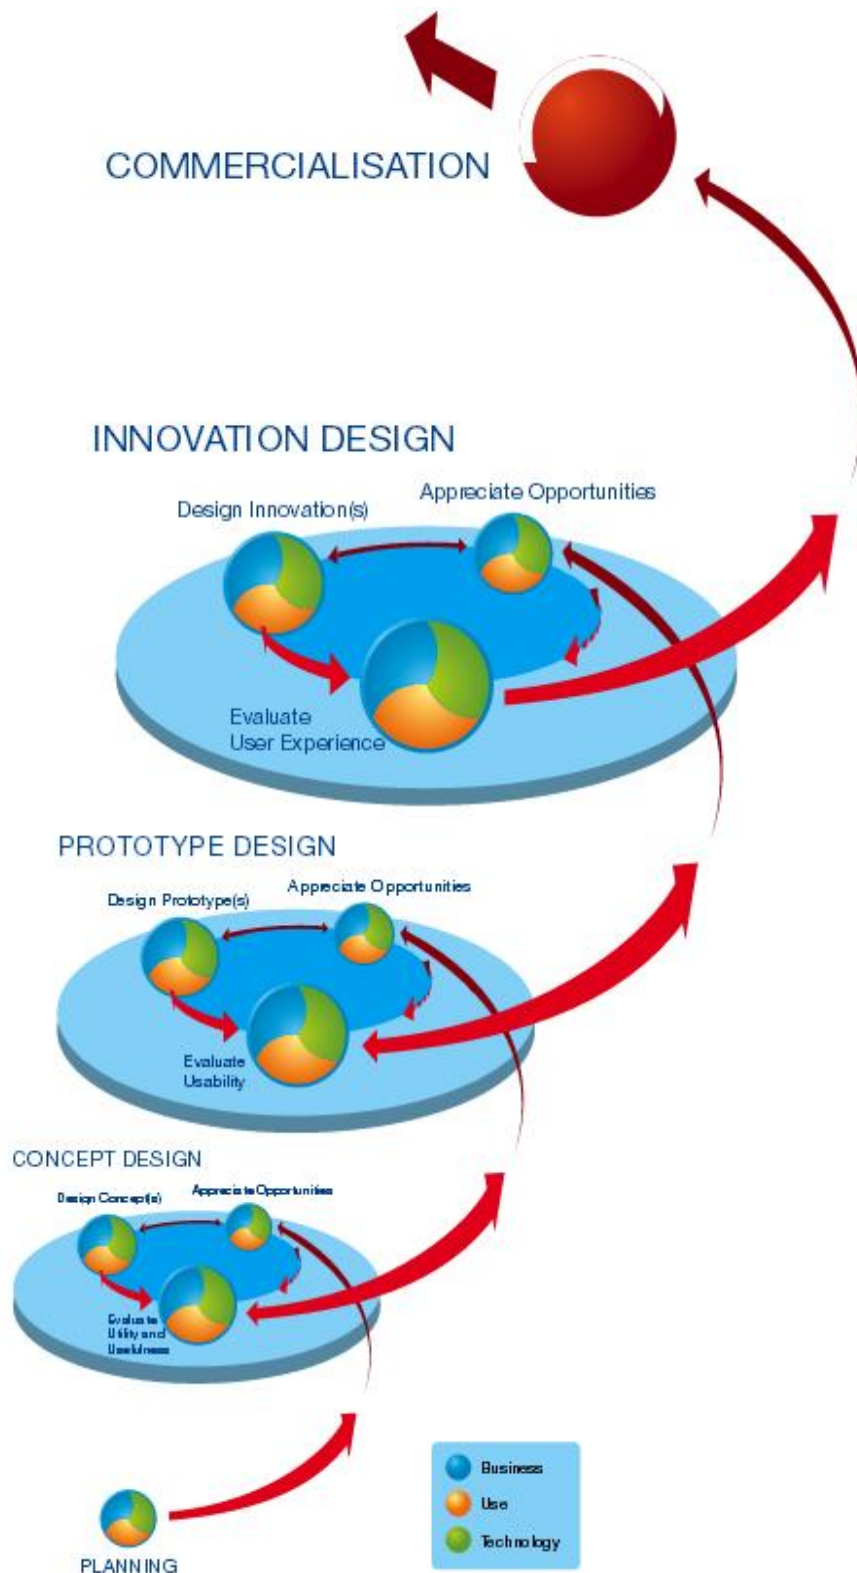 COMMERCIALISATION
INNOVATION DESIGN
Appreciate Opportunities
Design Innovation(s)
Evaluate
User Experience
PROTOTYPE DESIGN
Appreciate Opportunities
Design Prototype(s)
Evaluate
Usability
CONCEPT DESIGN
Appreciate Opportunities
Design Concept(s)
Evaluate
Utility and
Usefulness
Business
Use
Technology
PLANNING